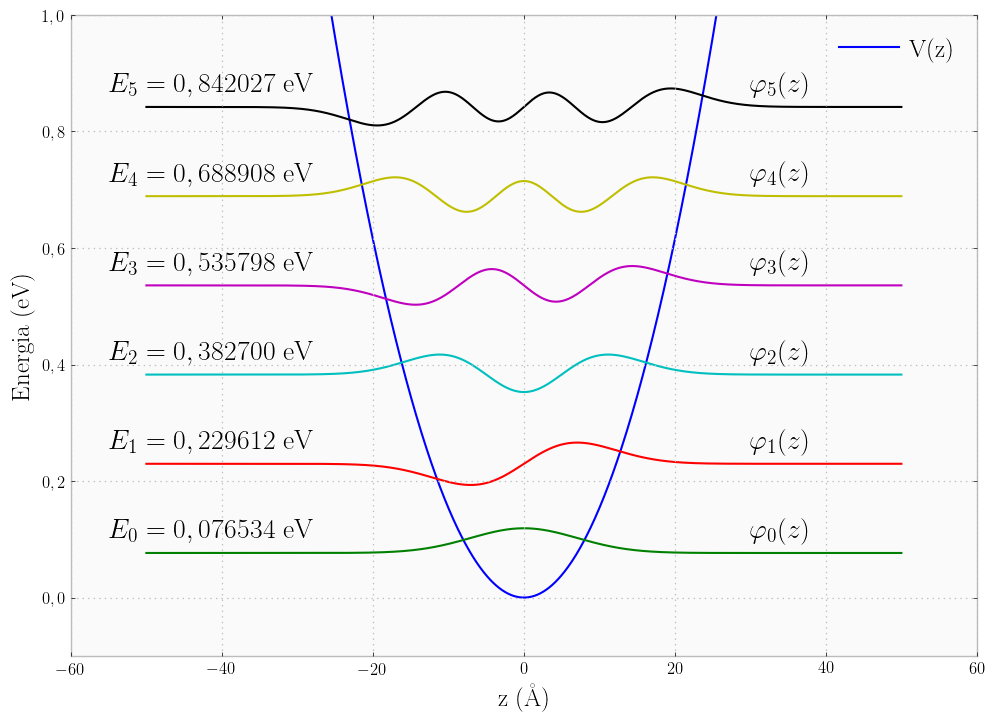 1,0
V(z)
E5 = 0,842027 eV
φ5(z)
0,8
E4 = 0,688908 eV
φ4(z)
0,6
E3 = 0,535798 eV
φ3(z)
Energia (eV)
0,4
E2 = 0,382700 eV
φ2(z)
E1 = 0,229612 eV
φ1(z)
0,2
E0 = 0,076534 eV
φ0(z)
0,0
−60 −40 −20 0 20 40 60
z (Å)